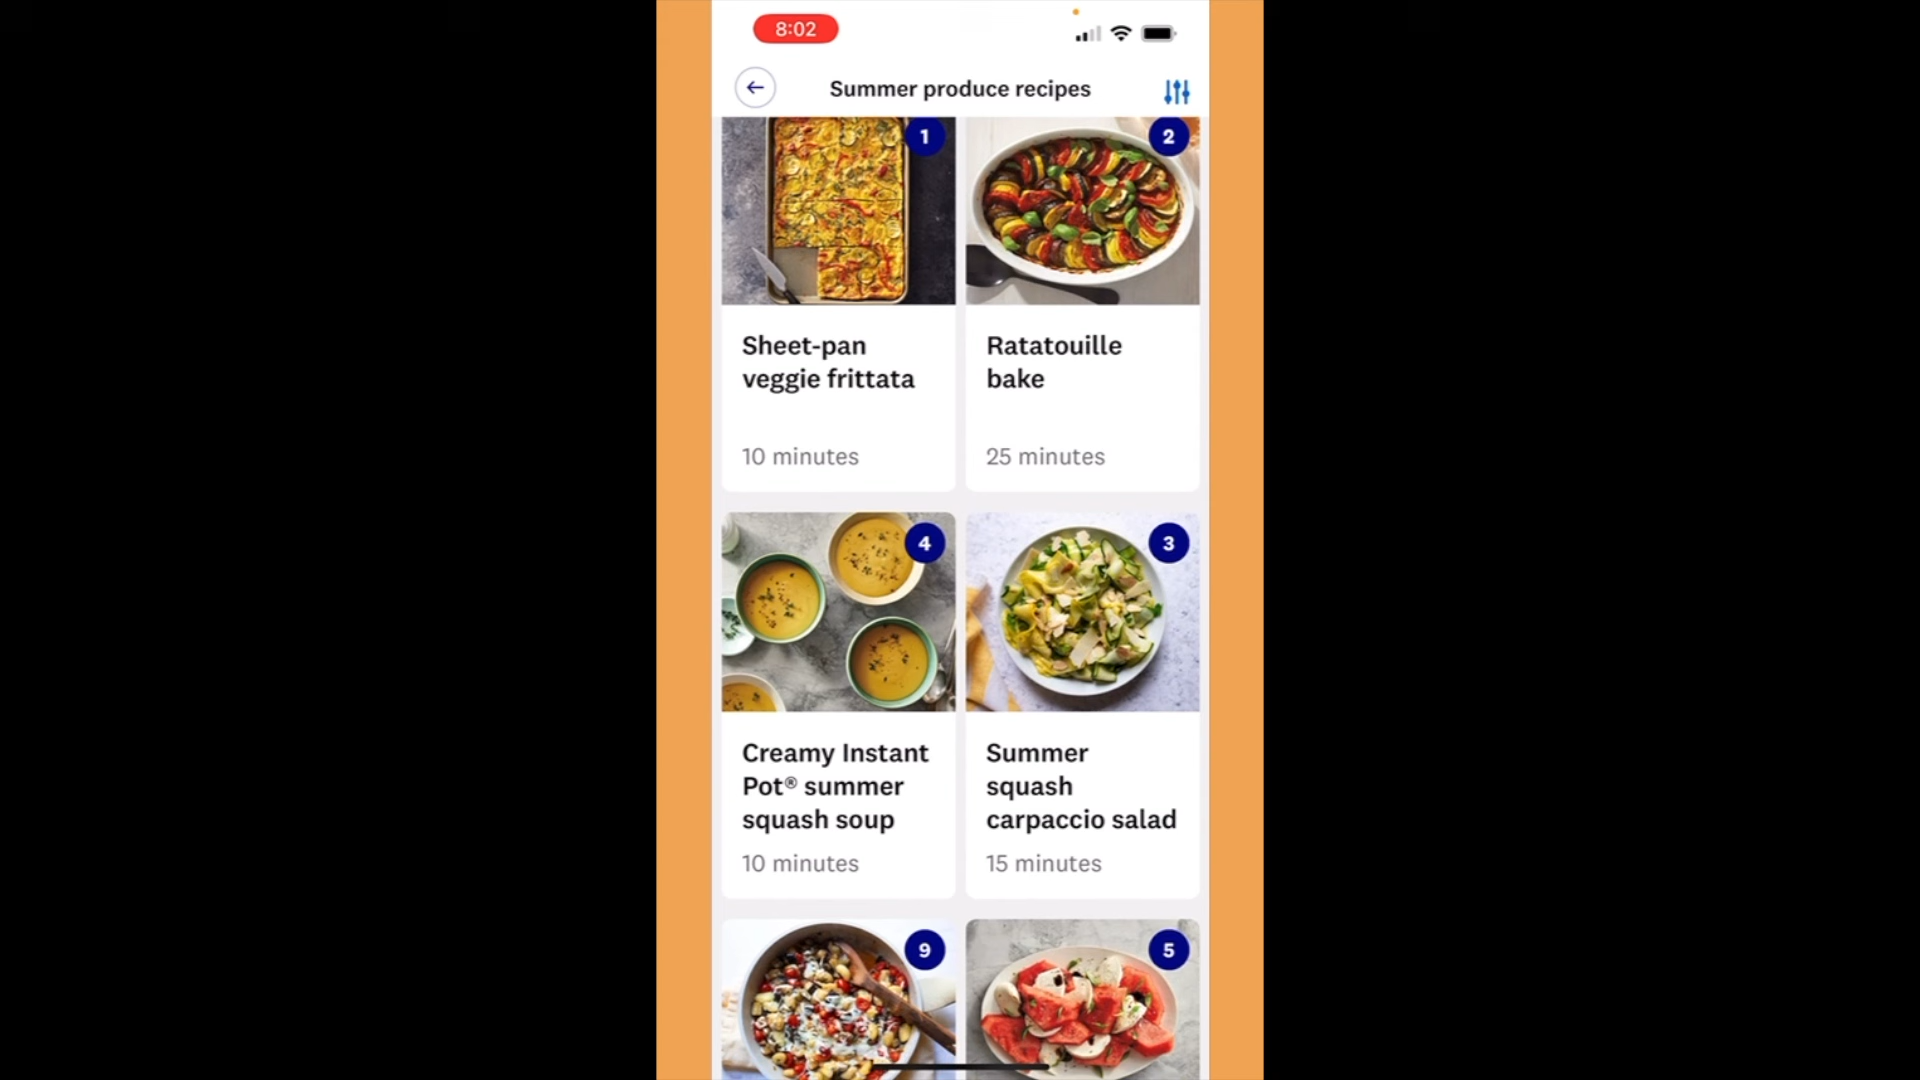 8:02
Summer produce recipes
1
2
Sheet-pan
veggie frittata
10 minutes
Ratatouille
bake
25 minutes
4
3
Creamy Instant
Pot® summer
squash soup
10 minutes
Summer
squash
carpaccio salad
15 minutes
9
5